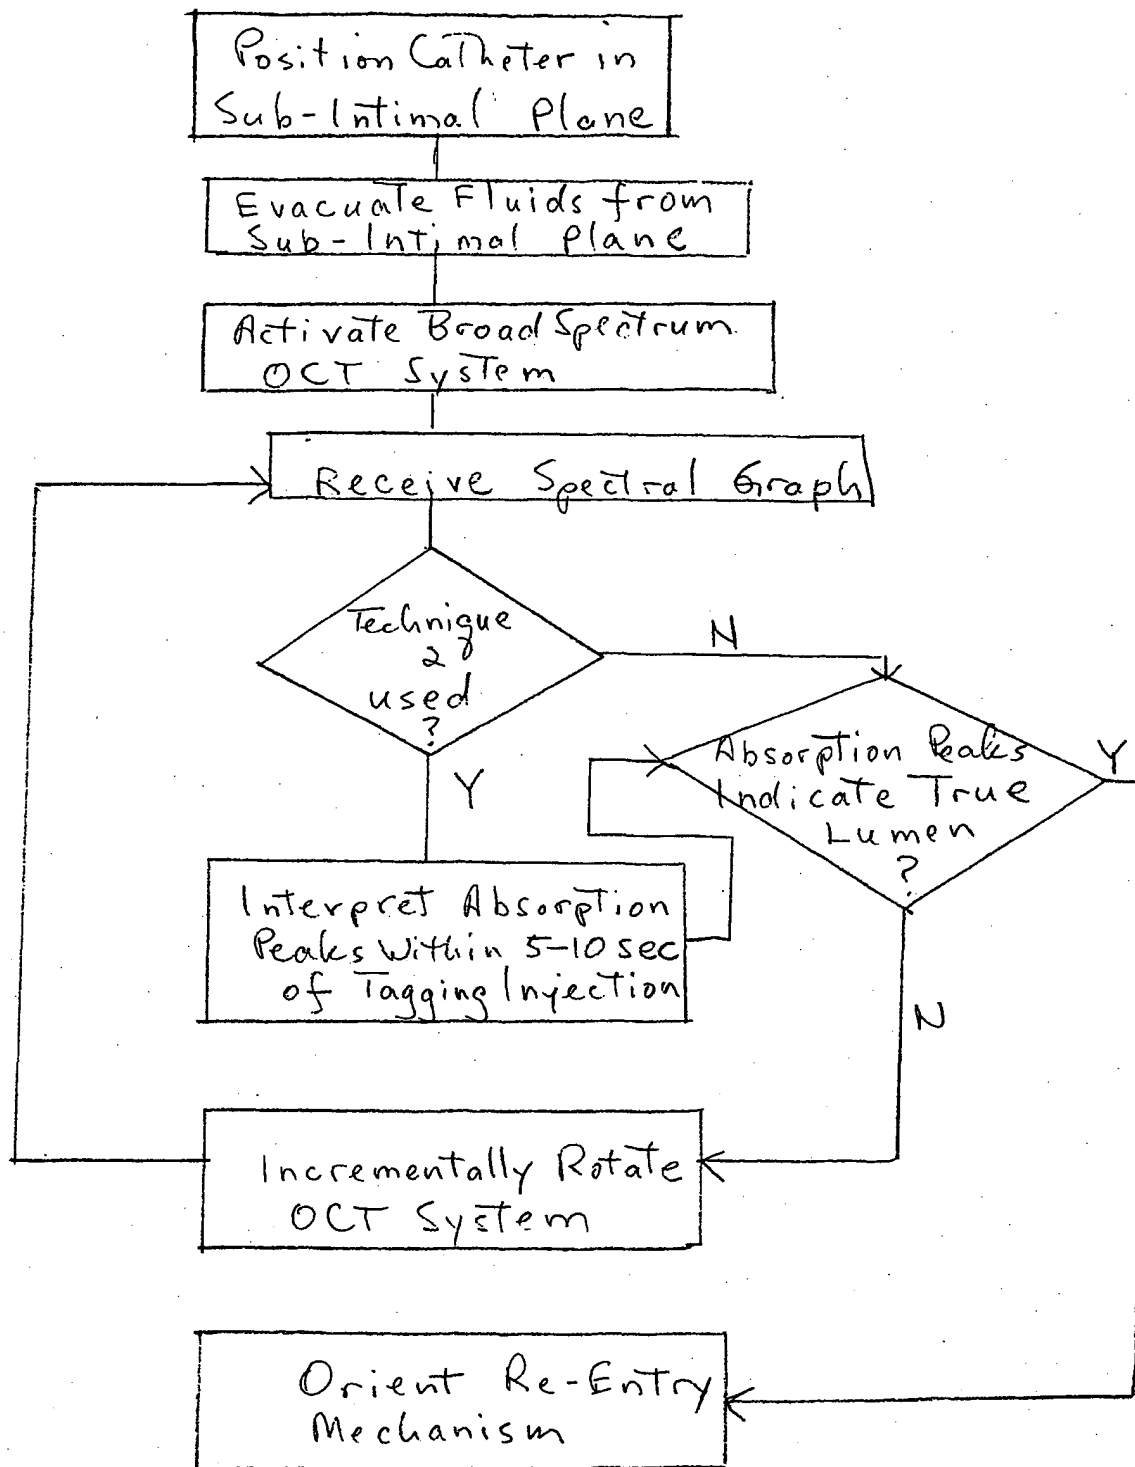 Position Catheter in
Sub-Intimal Plane
Evacuate Fluids from
Sub-Intimal Plane
Activate Broad Spectrum
OCT System
Receive Spectral Graph
Technique
2
used
?
N
Y
Absorption Peaks
Indicate True
Lumen
?
Y
Interpret Absorption
Peaks Within 5-10 sec
of Tagging Injection
N
Incrementally Rotate
OCT System
Orient Re-Entry
Mechanism